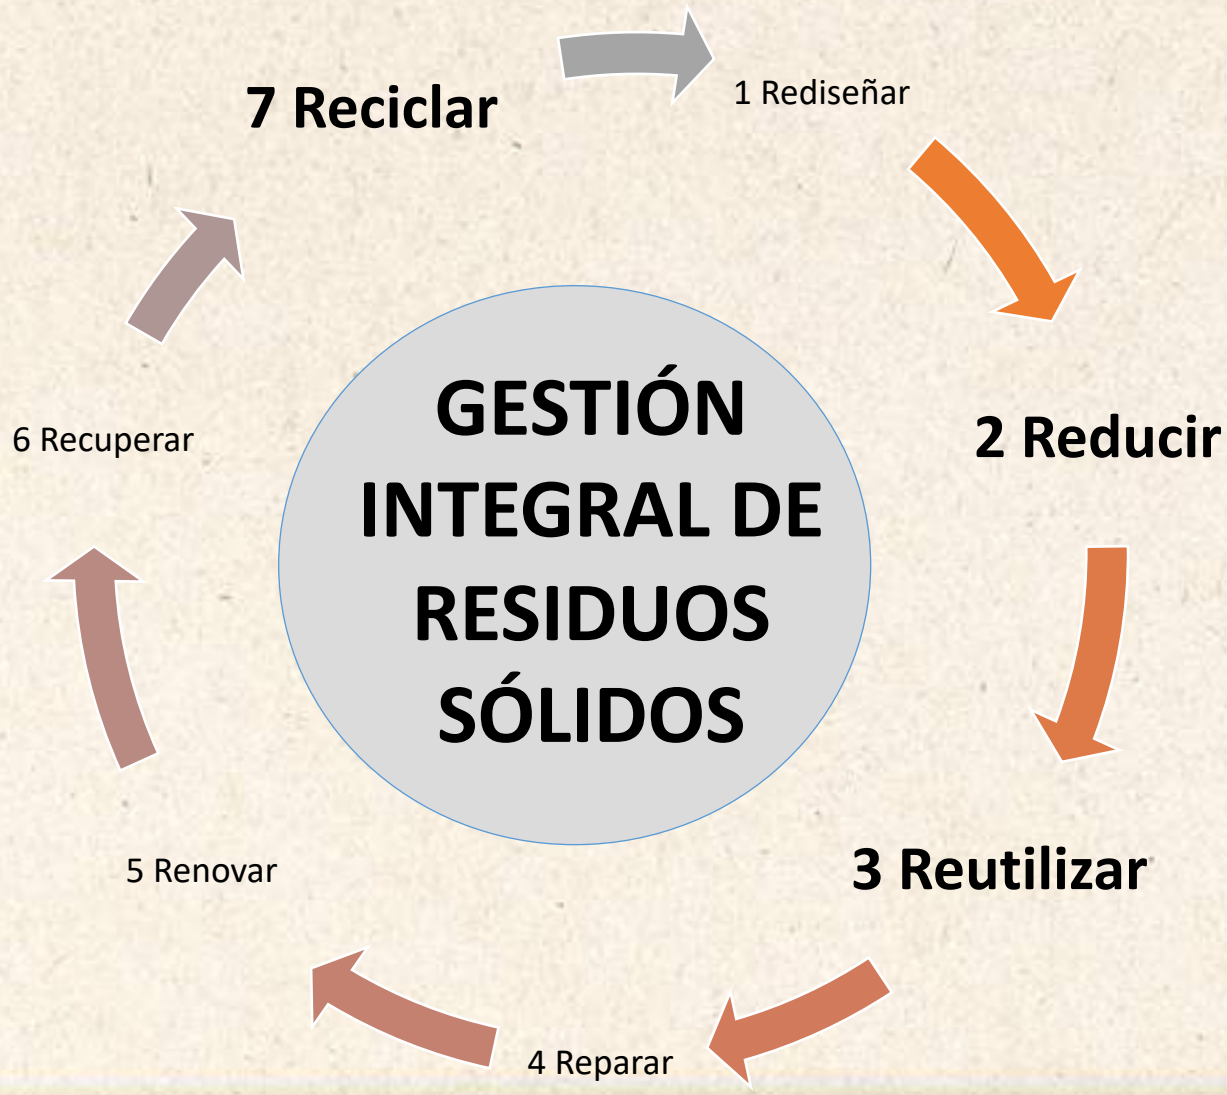 7 Reciclar
1 Rediseñar
6 Recuperar
GESTIÓN
INTEGRAL DE
RESIDUOS
SÓLIDOS
2 Reducir
5 Renovar
3 Reutilizar
4 Reparar